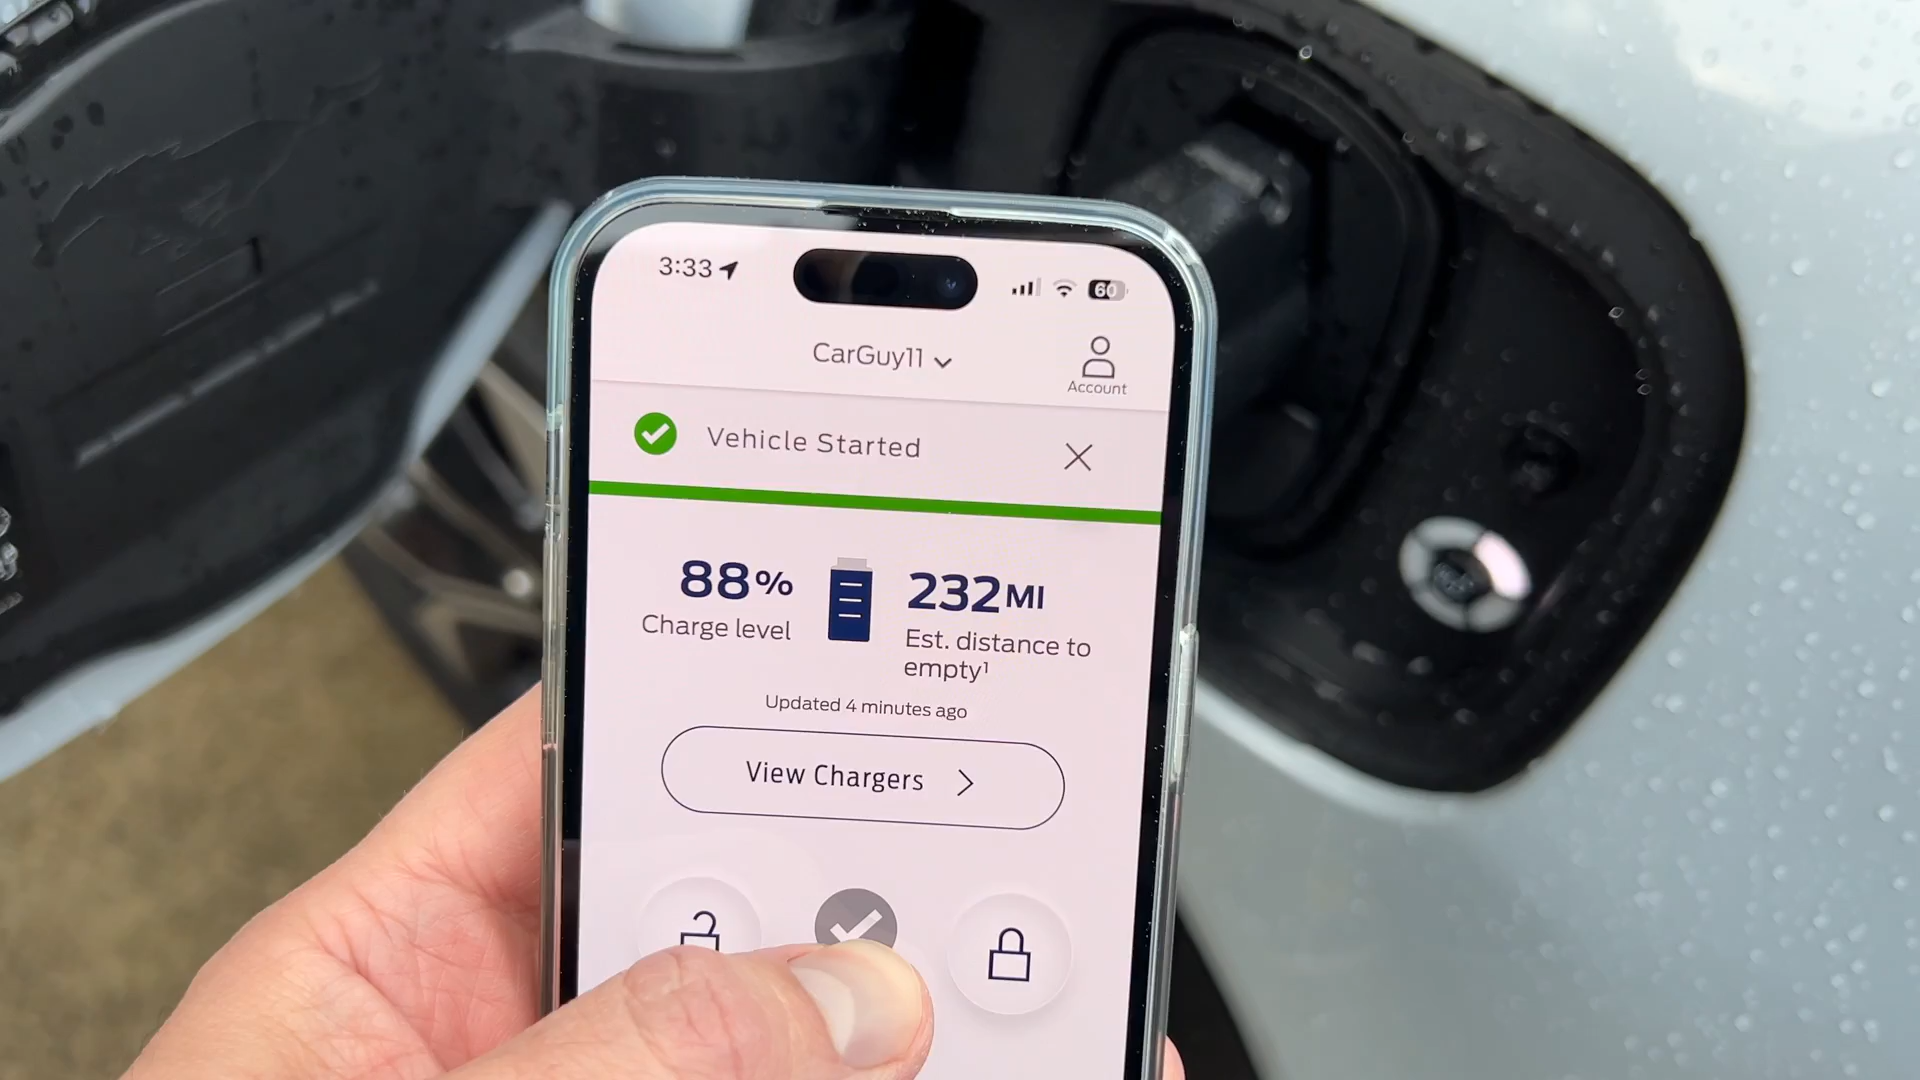 3:33
60
CarGuy11
Account
Vehicle Started
88%
Charge level
232MI
Est. distance to
empty¹
Updated 4 minutes ago
View Chargers